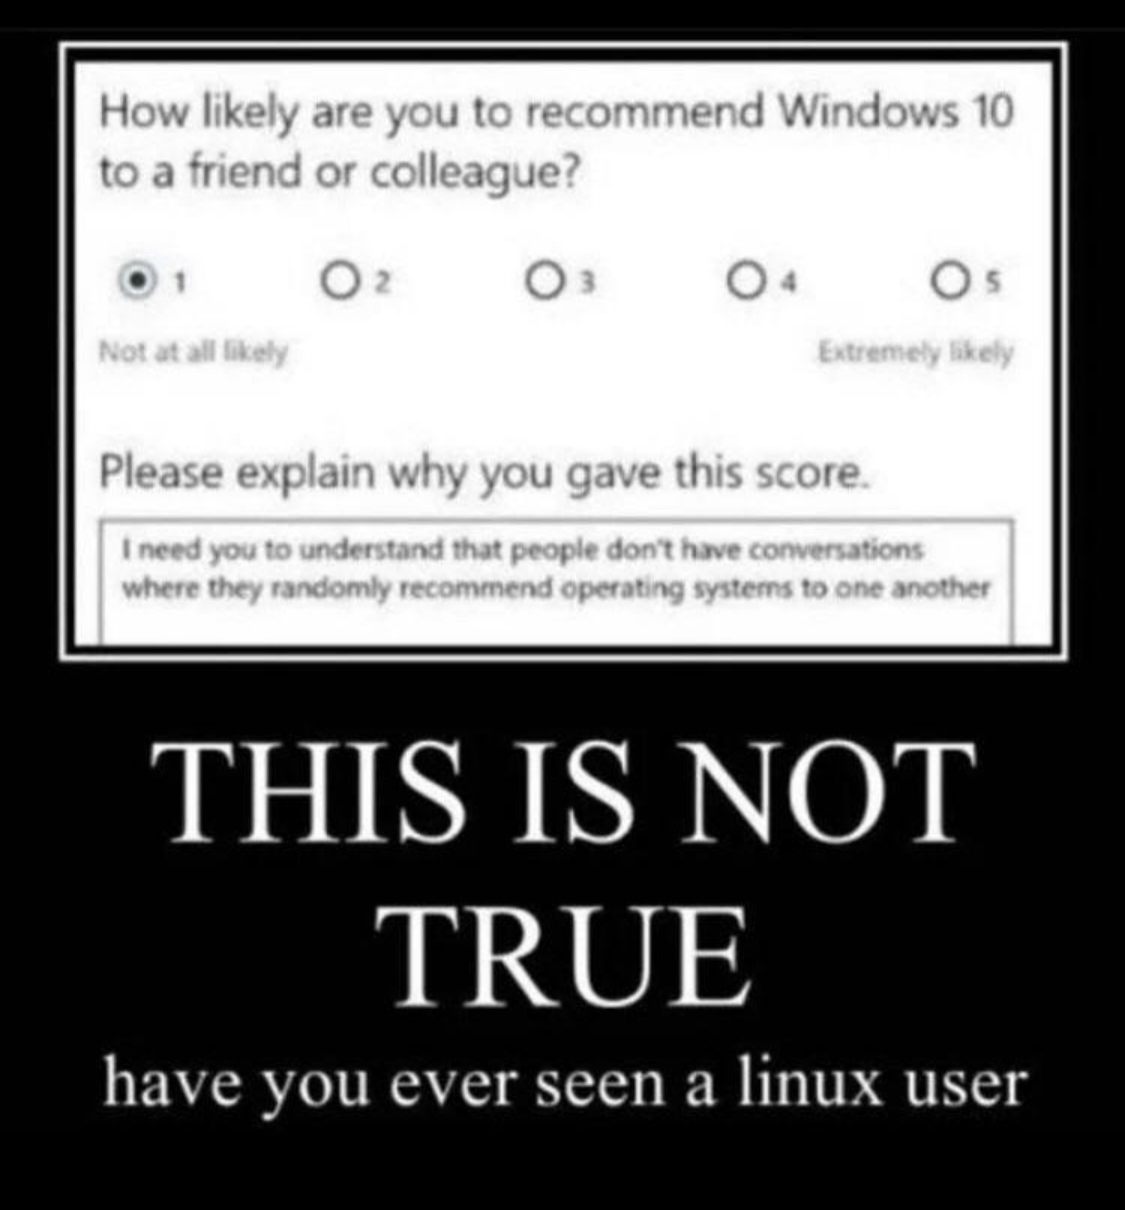 How likely are you to recommend Windows 10
to a friend or colleague?
1 2 3 4 5
Not at all likely Extremely likely
Please explain why you gave this score.
I need you to understand that people don't have conversations
where they randomly recommend operating systems to one another
THIS IS NOT
TRUE
have you ever seen a linux user